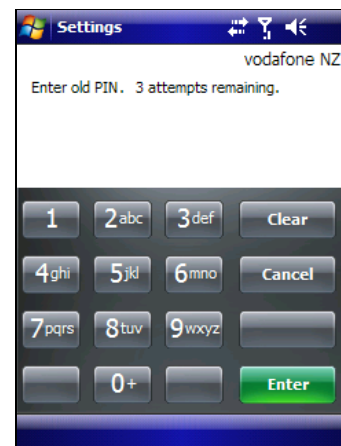 Settings
vodafone NZ
Enter old PIN. 3 attempts remaining.
1 2abc 3def Clear
4ghi 5jkl 6mno Cancel
7pqrs 8tuv 9wxyz
0+ Enter